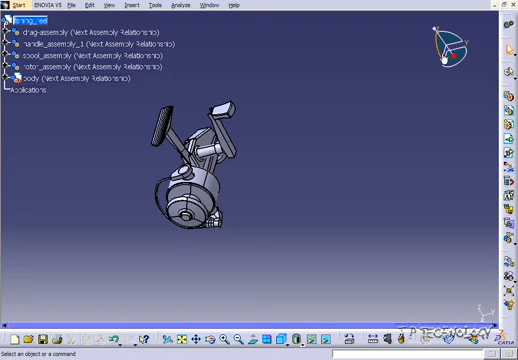 Start ENOVIA V5 File Edit View Insert Tools Analyze Window Help
fishing_reel
drag-assembly (Next Assembly Relationship)
handle_assembly_1 (Next Assembly Relationship)
spool_assembly (Next Assembly Relationship)
rotor_assembly (Next Assembly Relationship)
body (Next Assembly Relationship)
Applications
CATIA
Select an object or a command